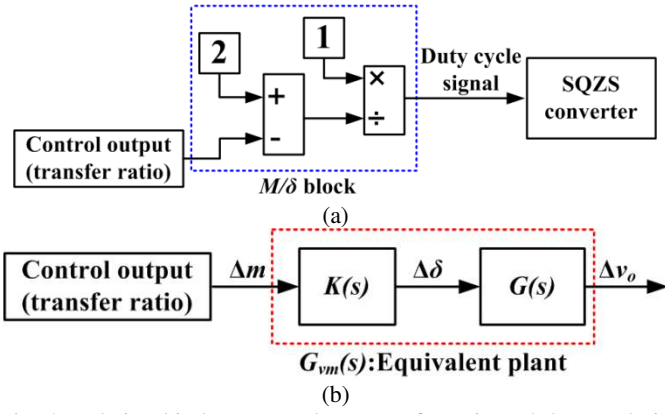 2
1
Duty cycle
signal
SQZS
converter
+
-
×
÷
Control output
(transfer ratio)
M/δ block
(a)
Control output
(transfer ratio)
Δm
K(s)
Δδ
G(s)
Δvₒ
Gᵥₘ(s):Equivalent plant
(b)